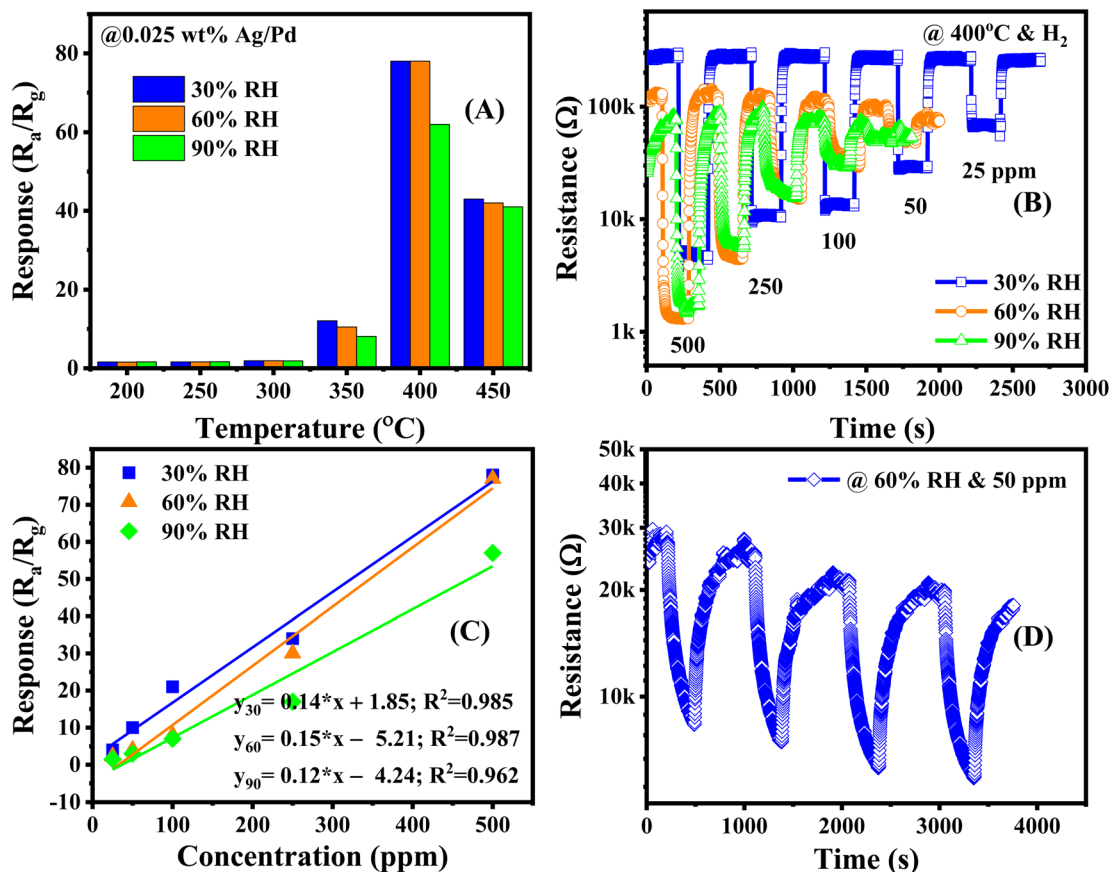 @0.025 wt% Ag/Pd
30% RH
60% RH
90% RH
(A)
80
60
40
20
0
200 250 300 350 400 450
Response (Rₐ/R_g)
Temperature (°C)
@ 400°C & H₂
100k
10k
1k
25 ppm
50
100
250
500
(B)
30% RH
60% RH
90% RH
0 500 1000 1500 2000 2500 3000
Resistance (Ω)
Time (s)
30% RH
60% RH
90% RH
80
70
60
50
40
30
20
10
0
-10
(C)
y₃₀= 0.14*x + 1.85; R²=0.985
y₆₀= 0.15*x – 5.21; R²=0.987
y₉₀= 0.12*x – 4.24; R²=0.962
0 100 200 300 400 500
Response (Rₐ/R_g)
Concentration (ppm)
@ 60% RH & 50 ppm
50k
40k
30k
20k
10k
(D)
0 1000 2000 3000 4000
Resistance (Ω)
Time (s)